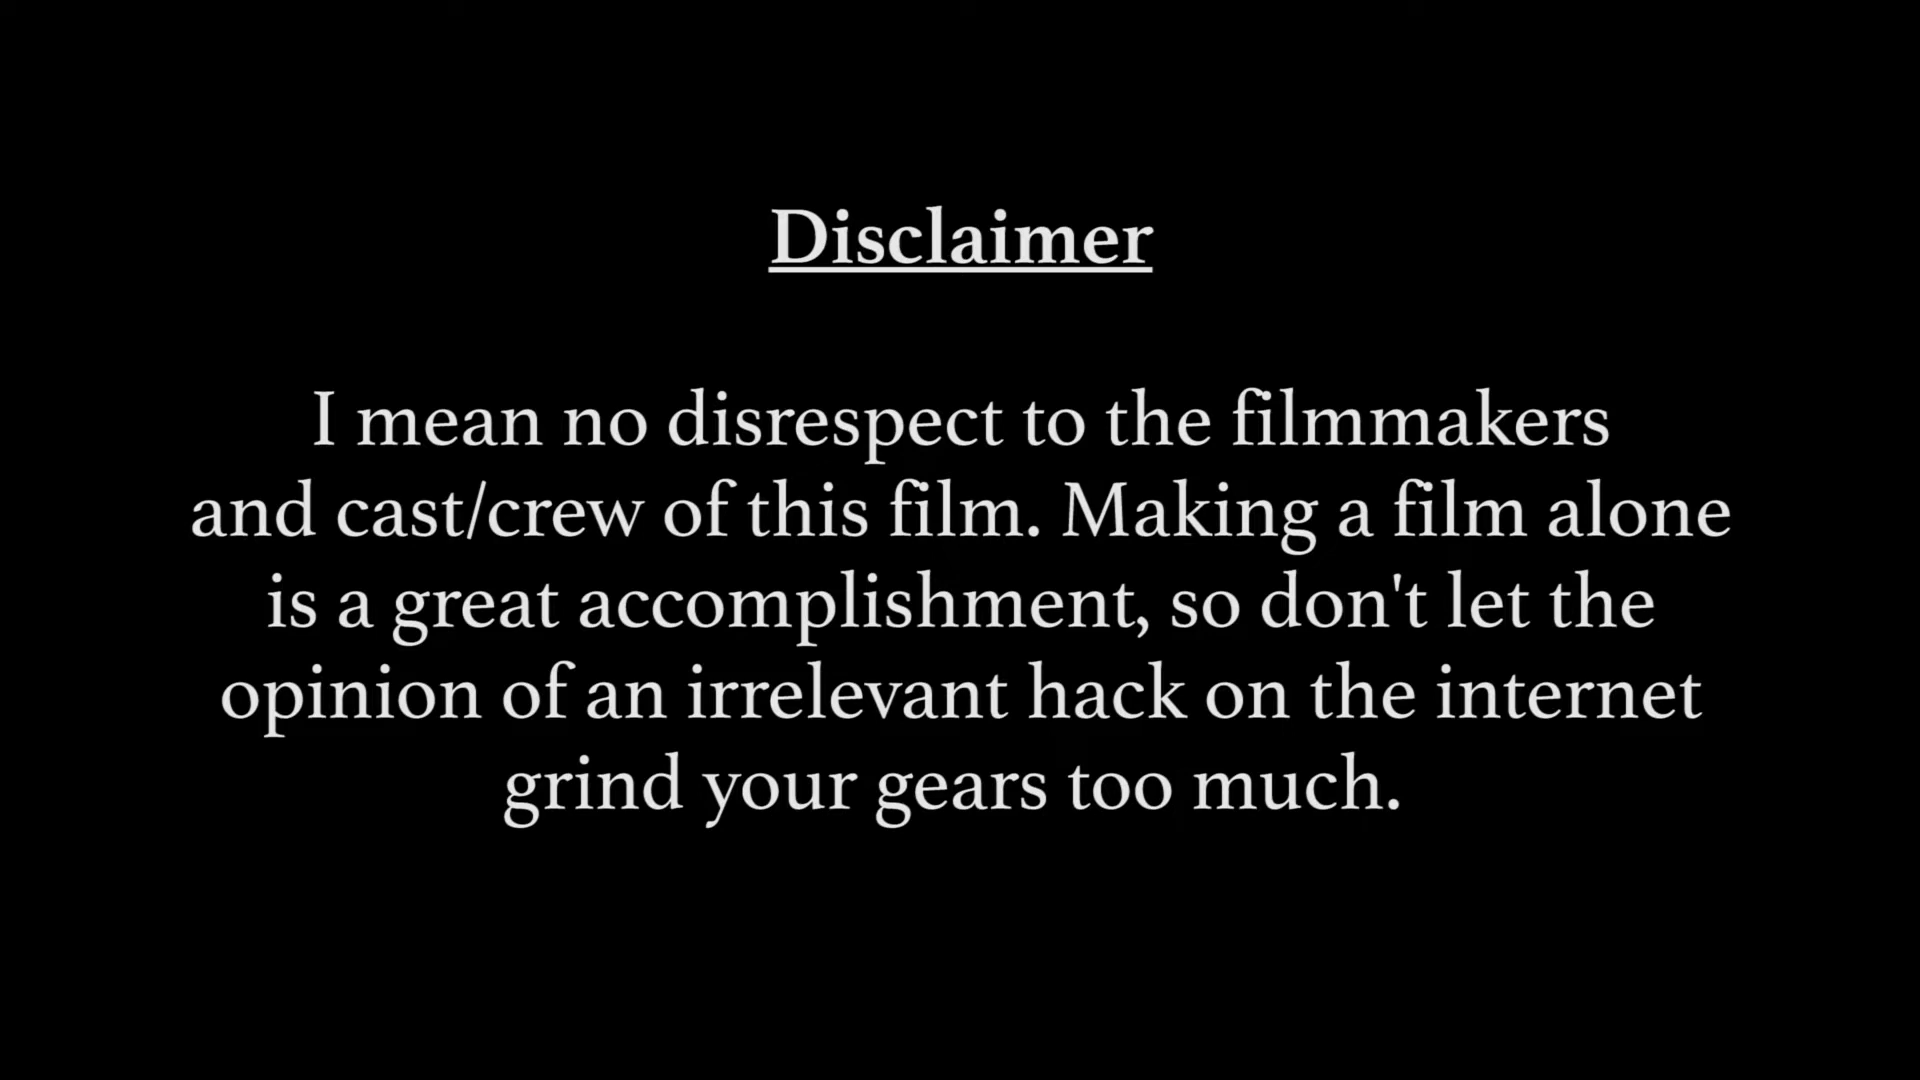 Disclaimer
I mean no disrespect to the filmmakers
and cast/crew of this film. Making a film alone
is a great accomplishment, so don't let the
opinion of an irrelevant hack on the internet
grind your gears too much.